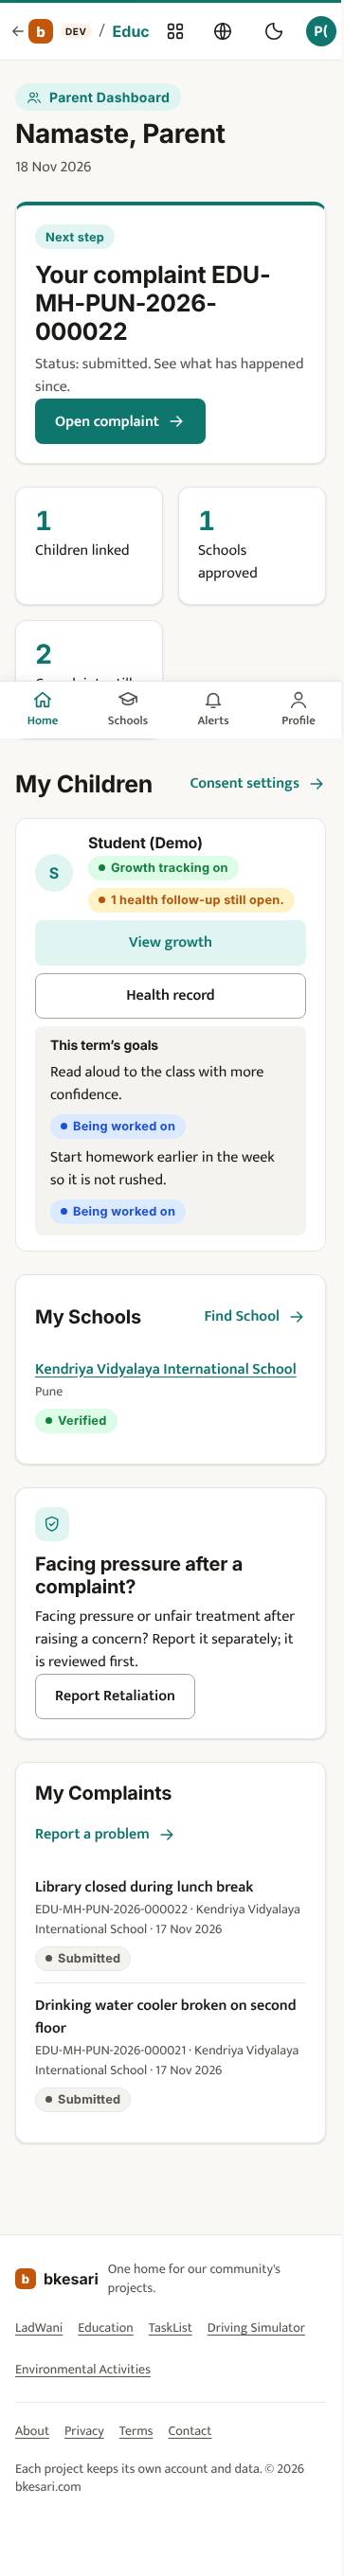 b DEV / Educ P(
Parent Dashboard
Namaste, Parent
18 Nov 2026
Next step
Your complaint EDU-
MH-PUN-2026-
000022
Status: submitted. See what has happened
since.
Open complaint
1
Children linked
1
Schools
approved
2
Home
Schools
Alerts
Profile
My Children
Consent settings
S
Student (Demo)
Growth tracking on
1 health follow-up still open.
View growth
Health record
This term's goals
Read aloud to the class with more
confidence.
Being worked on
Start homework earlier in the week
so it is not rushed.
Being worked on
My Schools
Find School
Kendriya Vidyalaya International School
Pune
Verified
Facing pressure after a
complaint?
Facing pressure or unfair treatment after
raising a concern? Report it separately; it
is reviewed first.
Report Retaliation
My Complaints
Report a problem
Library closed during lunch break
EDU-MH-PUN-2026-000022 · Kendriya Vidyalaya
International School · 17 Nov 2026
Submitted
Drinking water cooler broken on second
floor
EDU-MH-PUN-2026-000021 · Kendriya Vidyalaya
International School · 17 Nov 2026
Submitted
b bkesari
One home for our community's
projects.
LadWani Education TaskList Driving Simulator
Environmental Activities
About Privacy Terms Contact
Each project keeps its own account and data. © 2026
bkesari.com